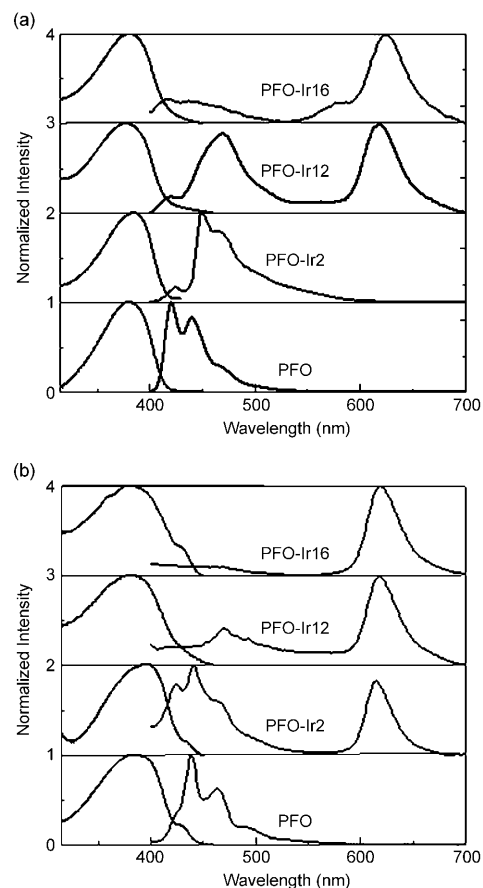 (a)
4
PFO-Ir16
3
PFO-Ir12
2
PFO-Ir2
1
PFO
0
Normalized Intensity
400 500 600 700
Wavelength (nm)
(b)
4
PFO-Ir16
3
PFO-Ir12
2
PFO-Ir2
1
PFO
0
Normalized Intensity
400 500 600 700
Wavelength (nm)